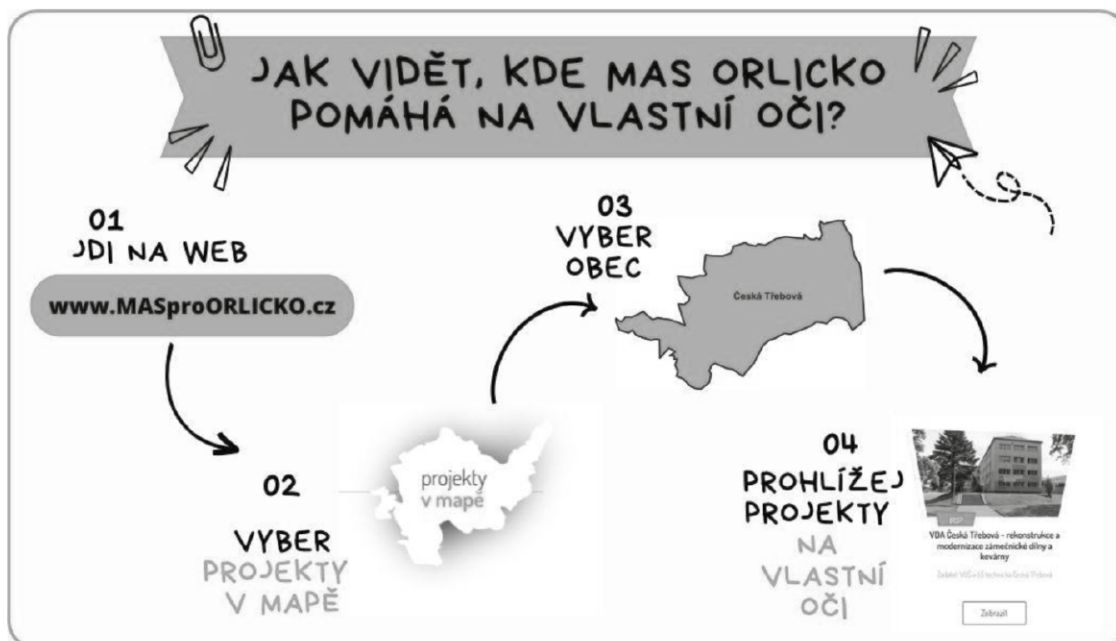 JAK VIDĚT, KDE MAS ORLICKO
POMÁHÁ NA VLASTNÍ OČI?
01
JDI NA WEB
www.MASproORLICKO.cz
02
VYBER
PROJEKTY
V MAPĚ
projekty
v mapě
03
VYBER
OBEC
Česká Třebová
04
PROHLÍŽEJ
PROJEKTY
NA
VLASTNÍ
OČI
VDA Česká Třebová - rekonstrukce a
modernizace zámečnické dílny a
kovárny
Zobrazit